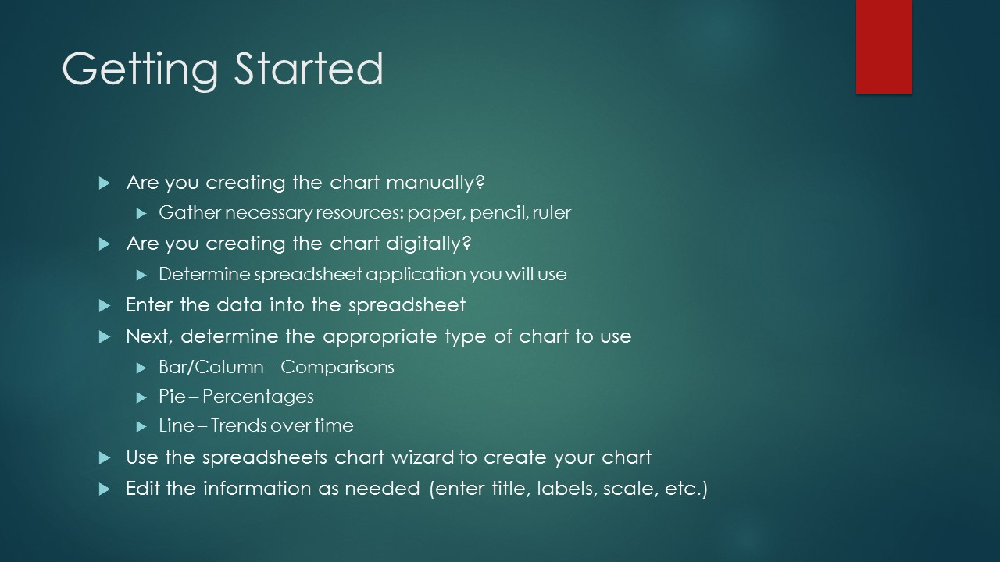 Getting Started
Are you creating the chart manually?
Gather necessary resources: paper, pencil, ruler
Are you creating the chart digitally?
Determine spreadsheet application you will use
Enter the data into the spreadsheet
Next, determine the appropriate type of chart to use
Bar/Column – Comparisons
Pie – Percentages
Line – Trends over time
Use the spreadsheets chart wizard to create your chart
Edit the information as needed (enter title, labels, scale, etc.)